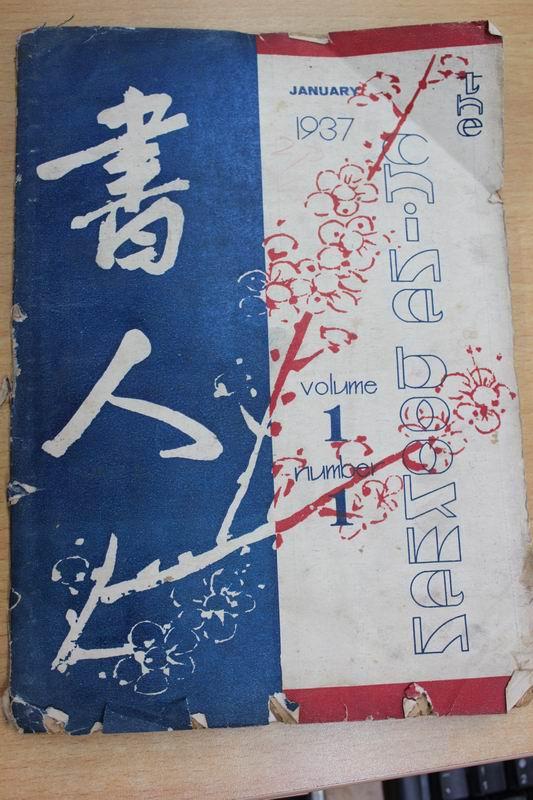 書人
JANUARY
1937
volume
1
number
1
the
china bookman